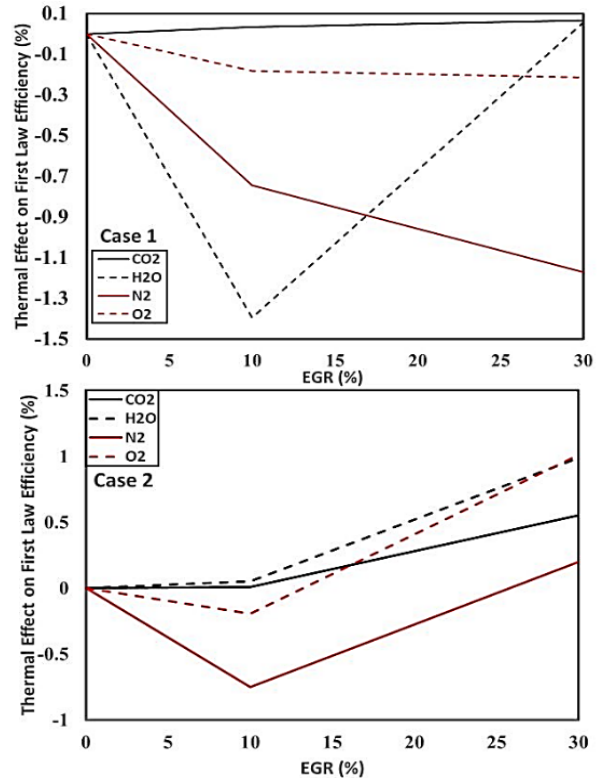 Thermal Effect on First Law Efficiency (%)
0.1
-0.1
-0.3
-0.5
-0.7
-0.9
-1.1
-1.3
-1.5
Case 1
CO2
H2O
N2
O2
0
5
10
15
20
25
30
EGR (%)
Thermal Effect on First Law Efficiency (%)
1.5
1
0.5
0
-0.5
-1
CO2
H2O
N2
O2
Case 2
0
5
10
15
20
25
30
EGR (%)